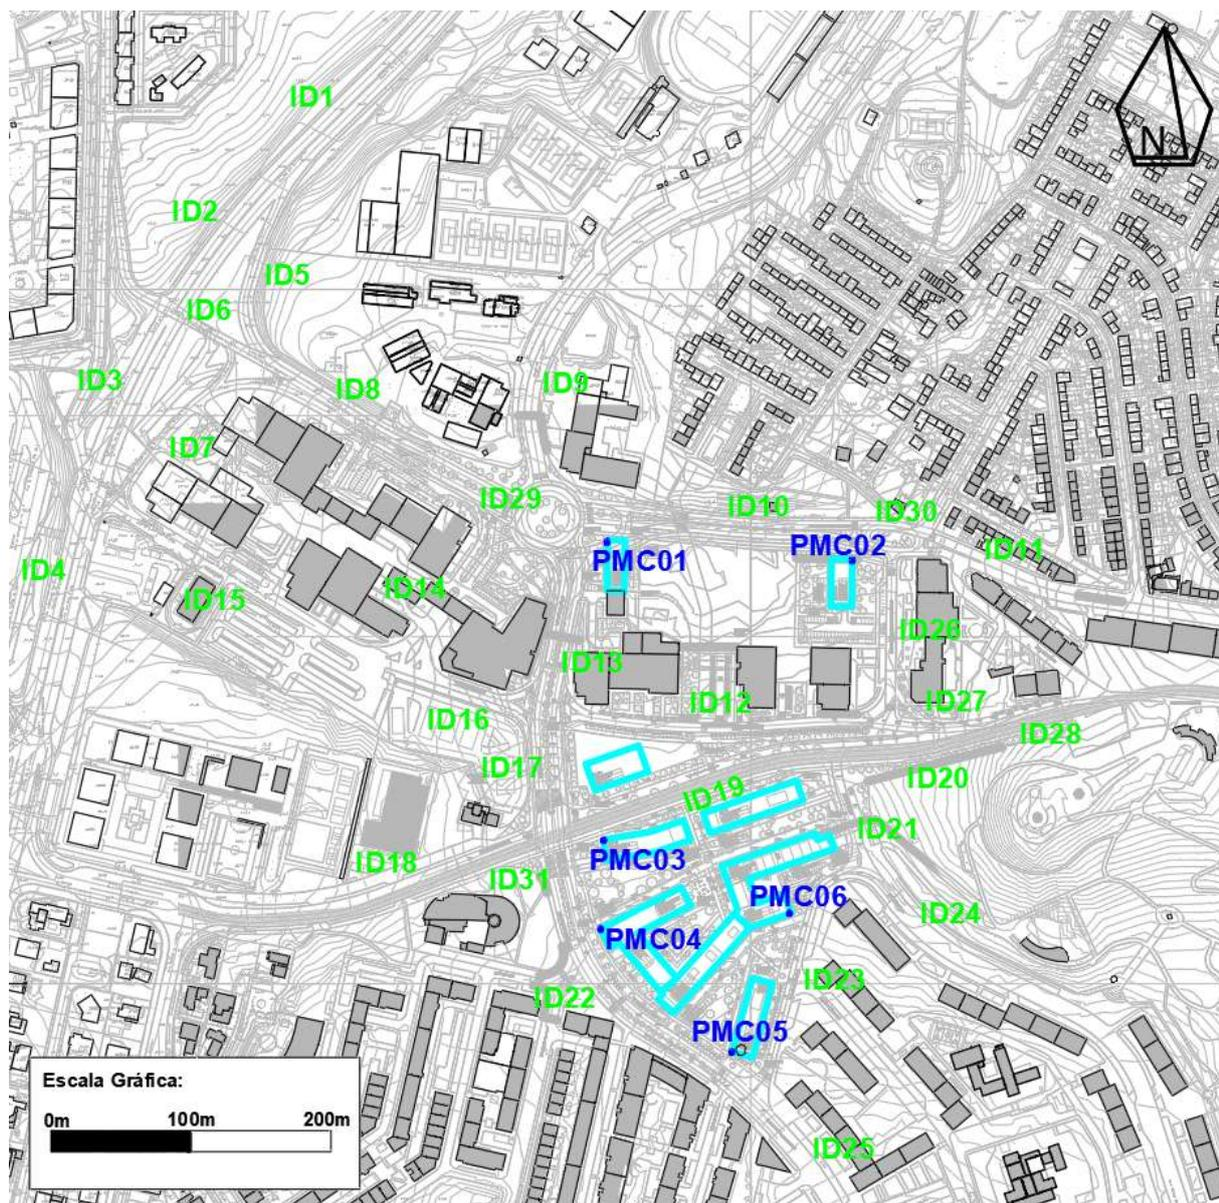 ID1
N
ID2
ID5
ID6
ID3
ID8
ID9
ID7
ID29
ID10
ID30
PMC01
PMC02
ID11
ID4
ID15
ID14
ID26
ID13
ID12
ID27
ID16
ID28
ID17
ID20
ID19
ID21
PMC03
ID18
ID31
PMC06
ID24
PMC04
ID23
ID22
PMC05
ID25
Escala Gráfica:
0m 100m 200m